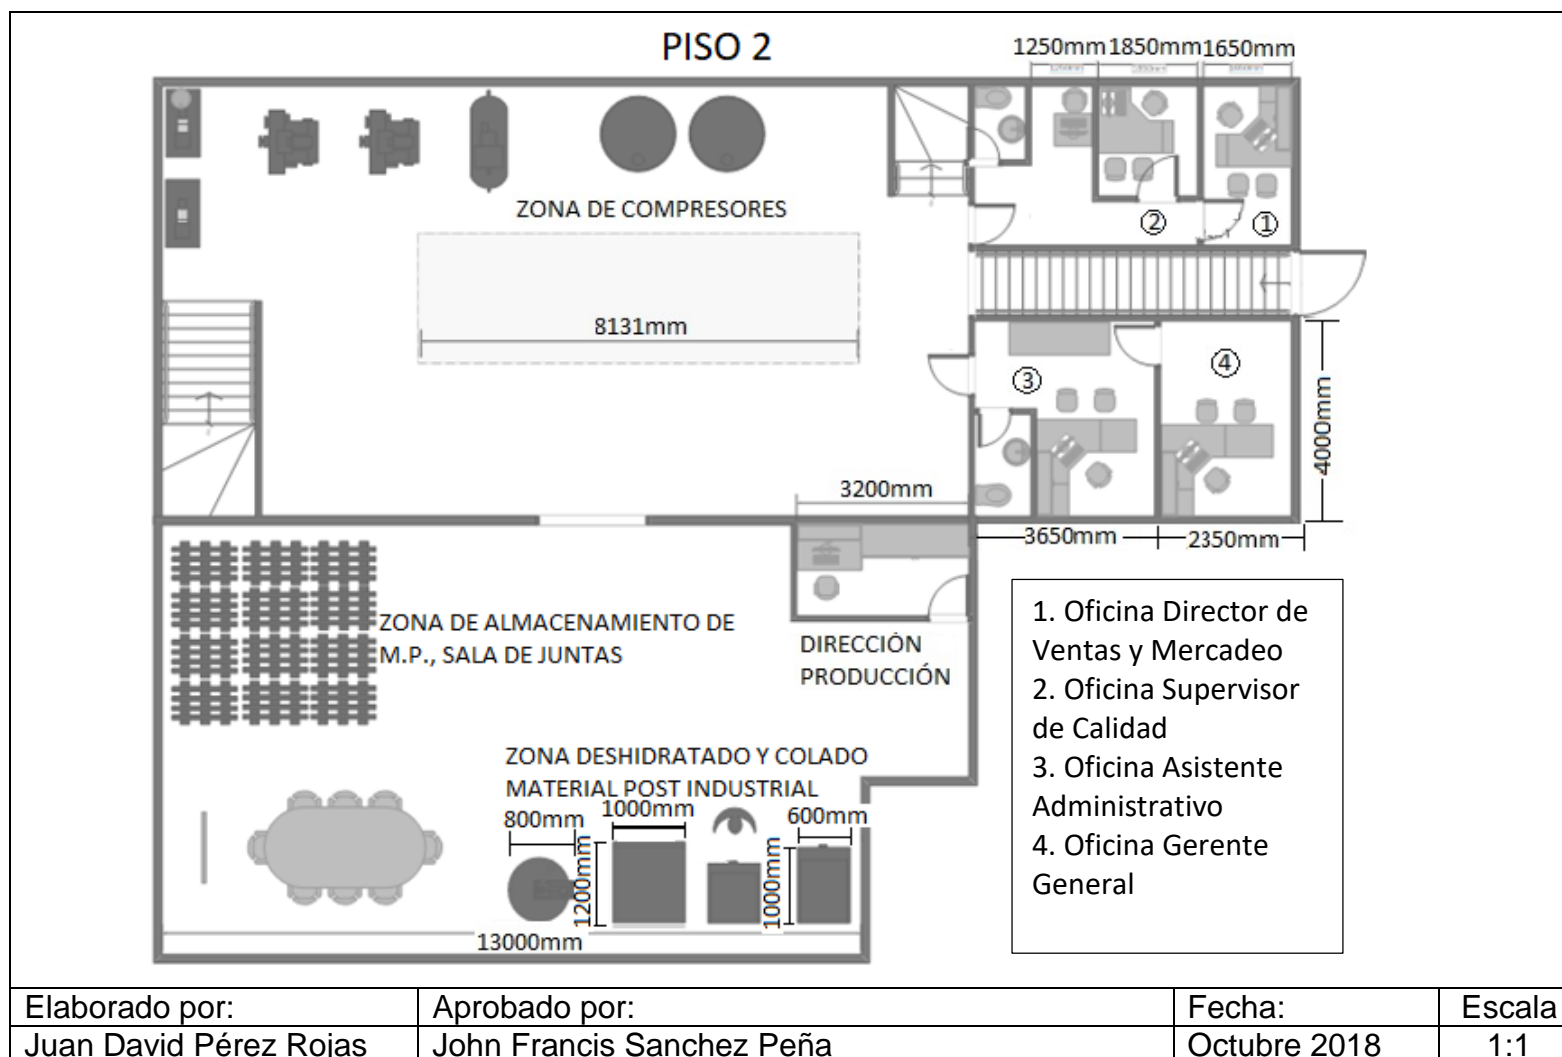 PISO 2
1250mm 1850mm 1650mm
ZONA DE COMPRESORES
2
1
8131mm
3
4
4000mm
3200mm
3650mm
2350mm
ZONA DE ALMACENAMIENTO DE
M.P., SALA DE JUNTAS
DIRECCIÓN
PRODUCCIÓN
1. Oficina Director de
Ventas y Mercadeo
2. Oficina Supervisor
de Calidad
3. Oficina Asistente
Administrativo
4. Oficina Gerente
General
ZONA DESHIDRATADO Y COLADO
MATERIAL POST INDUSTRIAL
800mm
1000mm
600mm
1200mm
1000mm
13000mm
Elaborado por: Aprobado por: Fecha: Escala
Juan David Pérez Rojas John Francis Sanchez Peña Octubre 2018 1:1